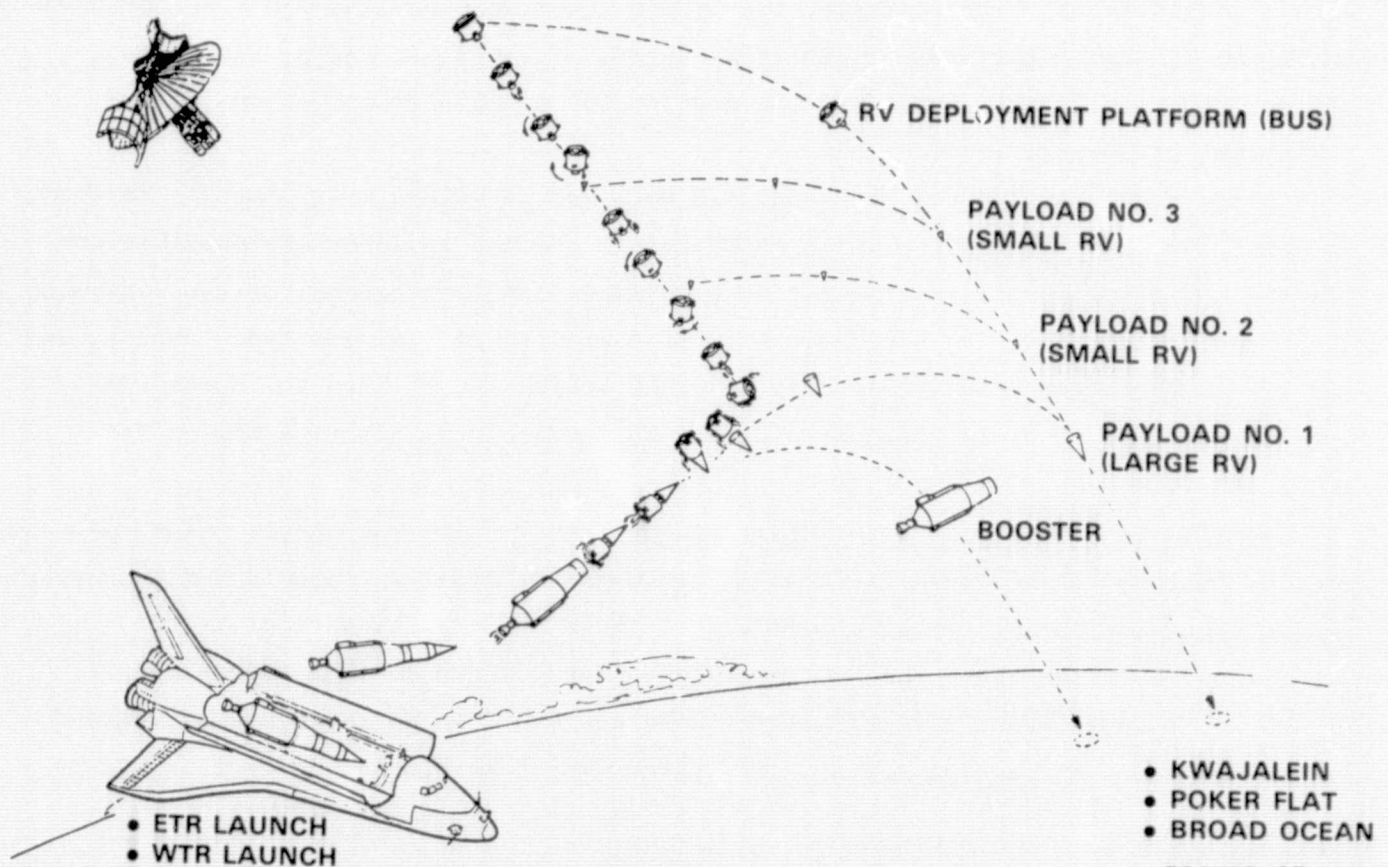 RV DEPLOYMENT PLATFORM (BUS)
PAYLOAD NO. 3
(SMALL RV)
PAYLOAD NO. 2
(SMALL RV)
PAYLOAD NO. 1
(LARGE RV)
BOOSTER
• ETR LAUNCH
• WTR LAUNCH
• KWAJALEIN
• POKER FLAT
• BROAD OCEAN